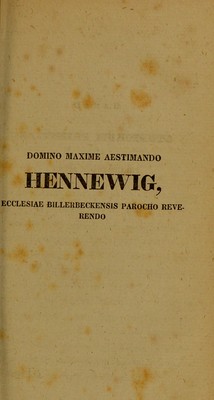 DOMINO MAXIME AESTIMANDO
HENNEWIG,
ECCLESIAE BILLERBECKENSIS PAROCHO REVE-
RENDO